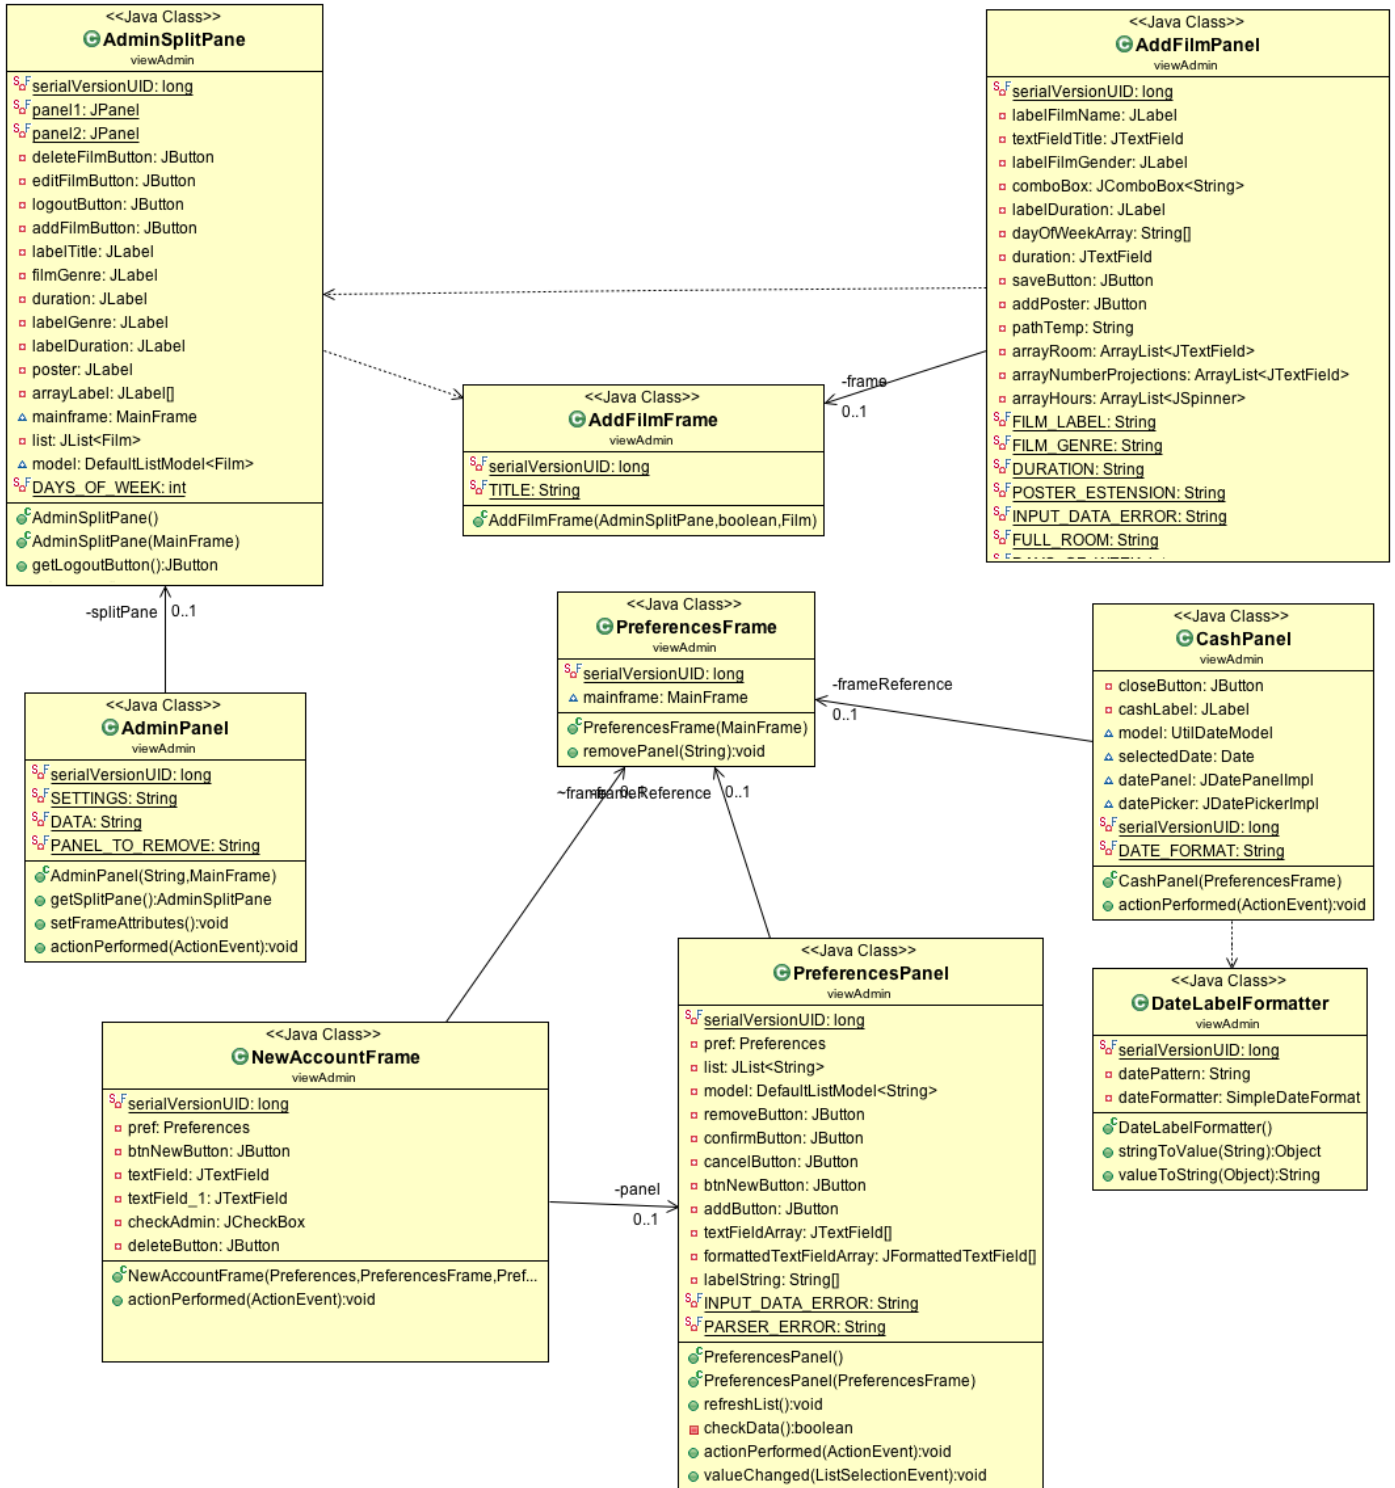 <<Java Class>>
AdminSplitPane
viewAdmin
serialVersionUID: long
panel1: JPanel
panel2: JPanel
deleteFilmButton: JButton
editFilmButton: JButton
logoutButton: JButton
addFilmButton: JButton
labelTitle: JLabel
filmGenre: JLabel
duration: JLabel
labelGenre: JLabel
labelDuration: JLabel
poster: JLabel
arrayLabel: JLabel[]
mainframe: MainFrame
list: JList<Film>
model: DefaultListModel<Film>
DAYS_OF_WEEK: int
AdminSplitPane()
AdminSplitPane(MainFrame)
getLogoutButton():JButton
<<Java Class>>
AddFilmPanel
viewAdmin
serialVersionUID: long
labelFilmName: JLabel
textFieldTitle: JTextField
labelFilmGender: JLabel
comboBox: JComboBox<String>
labelDuration: JLabel
dayOfWeekArray: String[]
duration: JTextField
saveButton: JButton
addPoster: JButton
pathTemp: String
arrayRoom: ArrayList<JTextField>
arrayNumberProjections: ArrayList<JTextField>
arrayHours: ArrayList<JSpinner>
FILM_LABEL: String
FILM_GENRE: String
DURATION: String
POSTER_ESTENSION: String
INPUT_DATA_ERROR: String
FULL_ROOM: String
-frame
0..1
<<Java Class>>
AddFilmFrame
viewAdmin
serialVersionUID: long
TITLE: String
AddFilmFrame(AdminSplitPane,boolean,Film)
-splitPane
0..1
<<Java Class>>
AdminPanel
viewAdmin
serialVersionUID: long
SETTINGS: String
DATA: String
PANEL_TO_REMOVE: String
AdminPanel(String,MainFrame)
getSplitPane():AdminSplitPane
setFrameAttributes():void
actionPerformed(ActionEvent):void
<<Java Class>>
PreferencesFrame
viewAdmin
serialVersionUID: long
mainframe: MainFrame
PreferencesFrame(MainFrame)
removePanel(String):void
-frameReference
0..1
<<Java Class>>
CashPanel
viewAdmin
closeButton: JButton
cashLabel: JLabel
model: UtilDateModel
selectedDate: Date
datePanel: JDatePanelImpl
datePicker: JDatePickerImpl
serialVersionUID: long
DATE_FORMAT: String
CashPanel(PreferencesFrame)
actionPerformed(ActionEvent):void
0..1
<<Java Class>>
DateLabelFormatter
viewAdmin
serialVersionUID: long
datePattern: String
dateFormatter: SimpleDateFormat
DateLabelFormatter()
stringToValue(String):Object
valueToString(Object):String
<<Java Class>>
NewAccountFrame
viewAdmin
serialVersionUID: long
pref: Preferences
btnNewButton: JButton
textField: JTextField
textField_1: JTextField
checkAdmin: JCheckBox
deleteButton: JButton
NewAccountFrame(Preferences,PreferencesFrame,Pref...
actionPerformed(ActionEvent):void
-panel
0..1
<<Java Class>>
PreferencesPanel
viewAdmin
serialVersionUID: long
pref: Preferences
list: JList<String>
model: DefaultListModel<String>
removeButton: JButton
confirmButton: JButton
cancelButton: JButton
btnNewButton: JButton
addButton: JButton
textFieldArray: JTextField[]
formattedTextFieldArray: JFormattedTextField[]
labelString: String[]
INPUT_DATA_ERROR: String
PARSER_ERROR: String
PreferencesPanel()
PreferencesPanel(PreferencesFrame)
refreshList():void
checkData():boolean
actionPerformed(ActionEvent):void
valueChanged(ListSelectionEvent):void